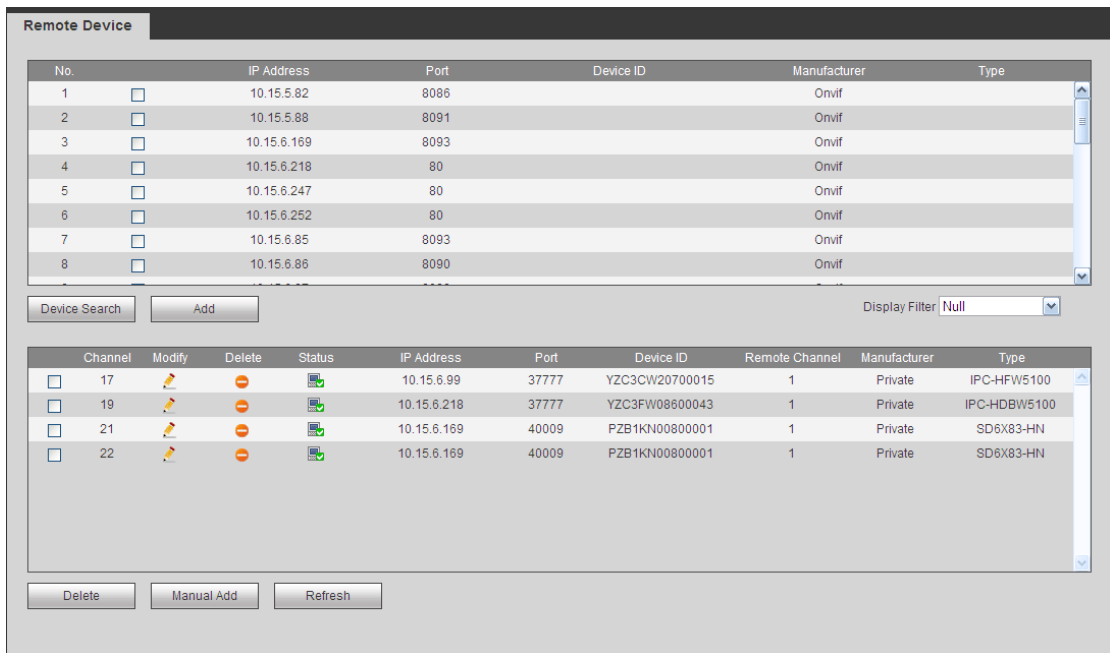 Remote Device
No. IP Address Port Device ID Manufacturer Type
1 10.15.5.82 8086 Onvif
2 10.15.5.88 8091 Onvif
3 10.15.6.169 8093 Onvif
4 10.15.6.218 80 Onvif
5 10.15.6.247 80 Onvif
6 10.15.6.252 80 Onvif
7 10.15.6.85 8093 Onvif
8 10.15.6.86 8090 Onvif
Device Search Add Display Filter Null
Channel Modify Delete Status IP Address Port Device ID Remote Channel Manufacturer Type
17 10.15.6.99 37777 YZC3CW20700015 1 Private IPC-HFW5100
19 10.15.6.218 37777 YZC3FW08600043 1 Private IPC-HDBW5100
21 10.15.6.169 40009 PZB1KN00800001 1 Private SD6X83-HN
22 10.15.6.169 40009 PZB1KN00800001 1 Private SD6X83-HN
Delete Manual Add Refresh